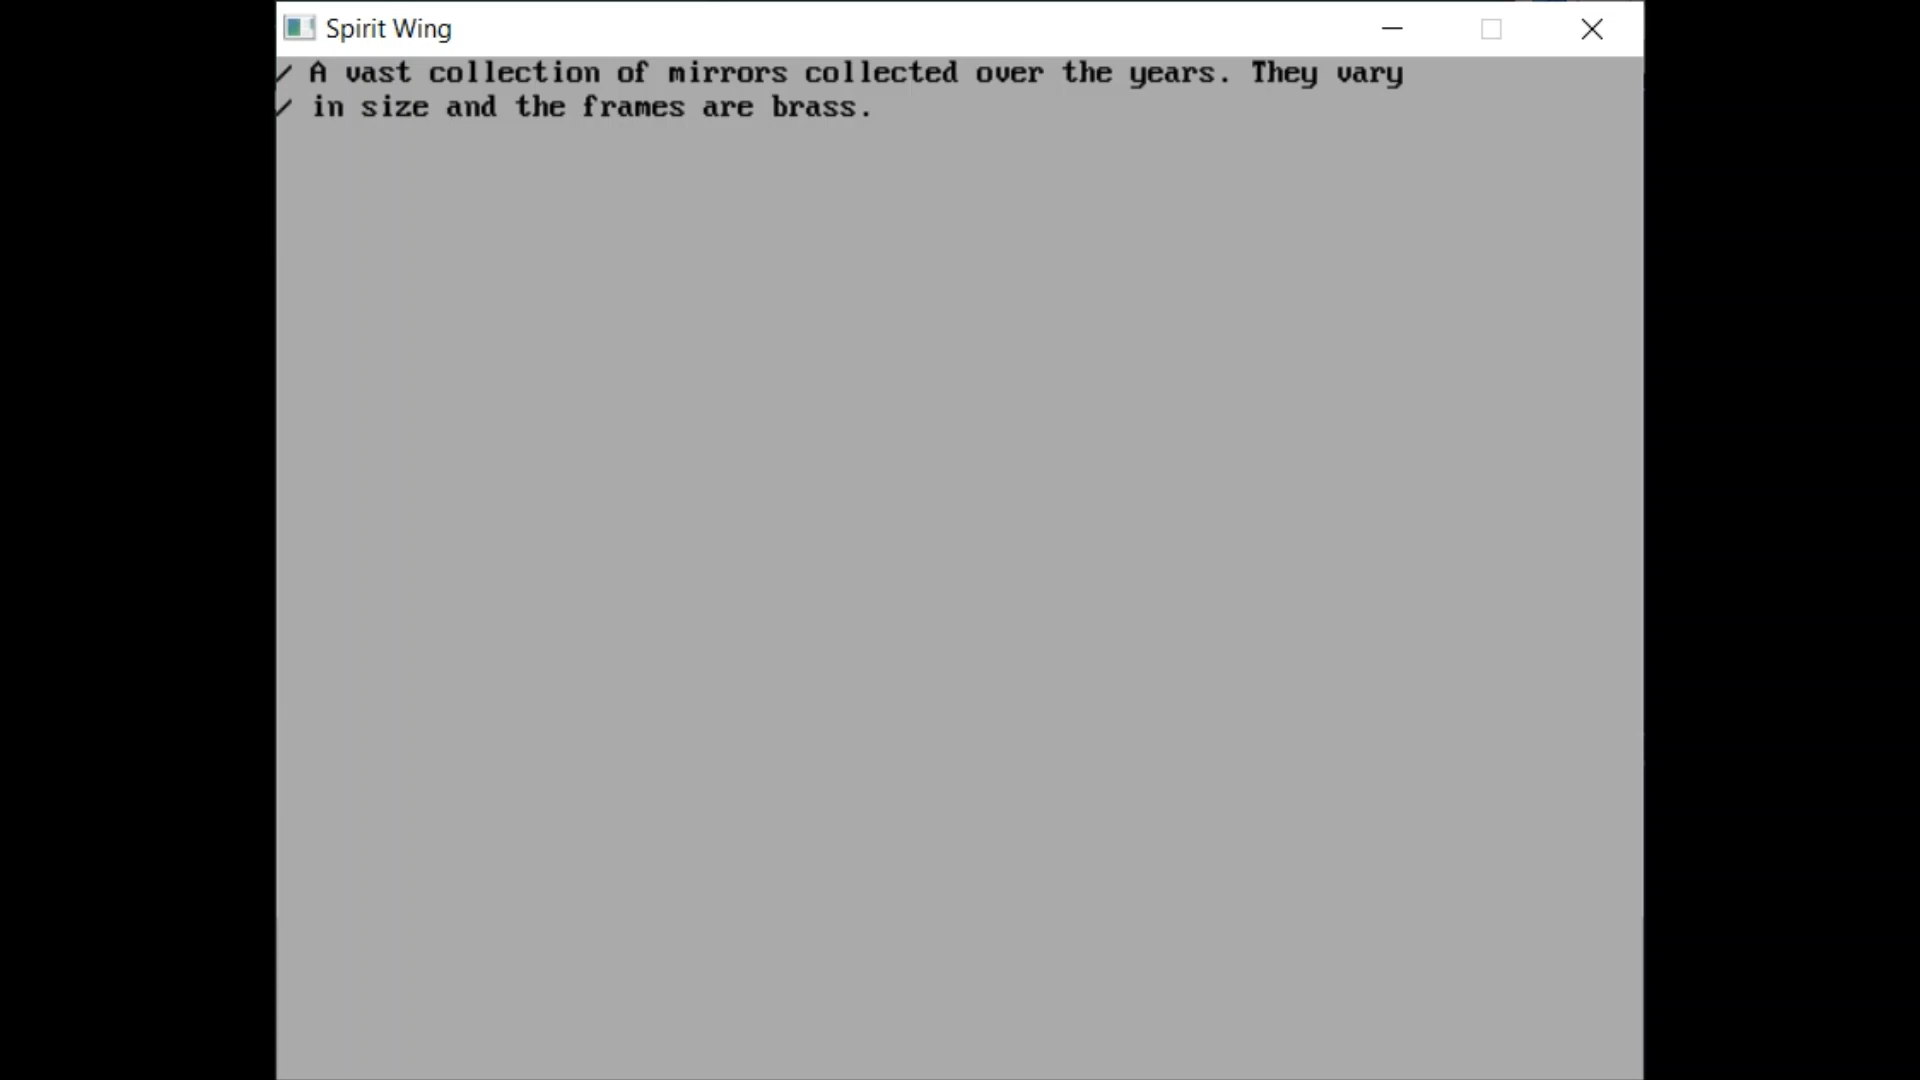 Spirit Wing
/ A vast collection of mirrors collected over the years. They vary
/ in size and the frames are brass.